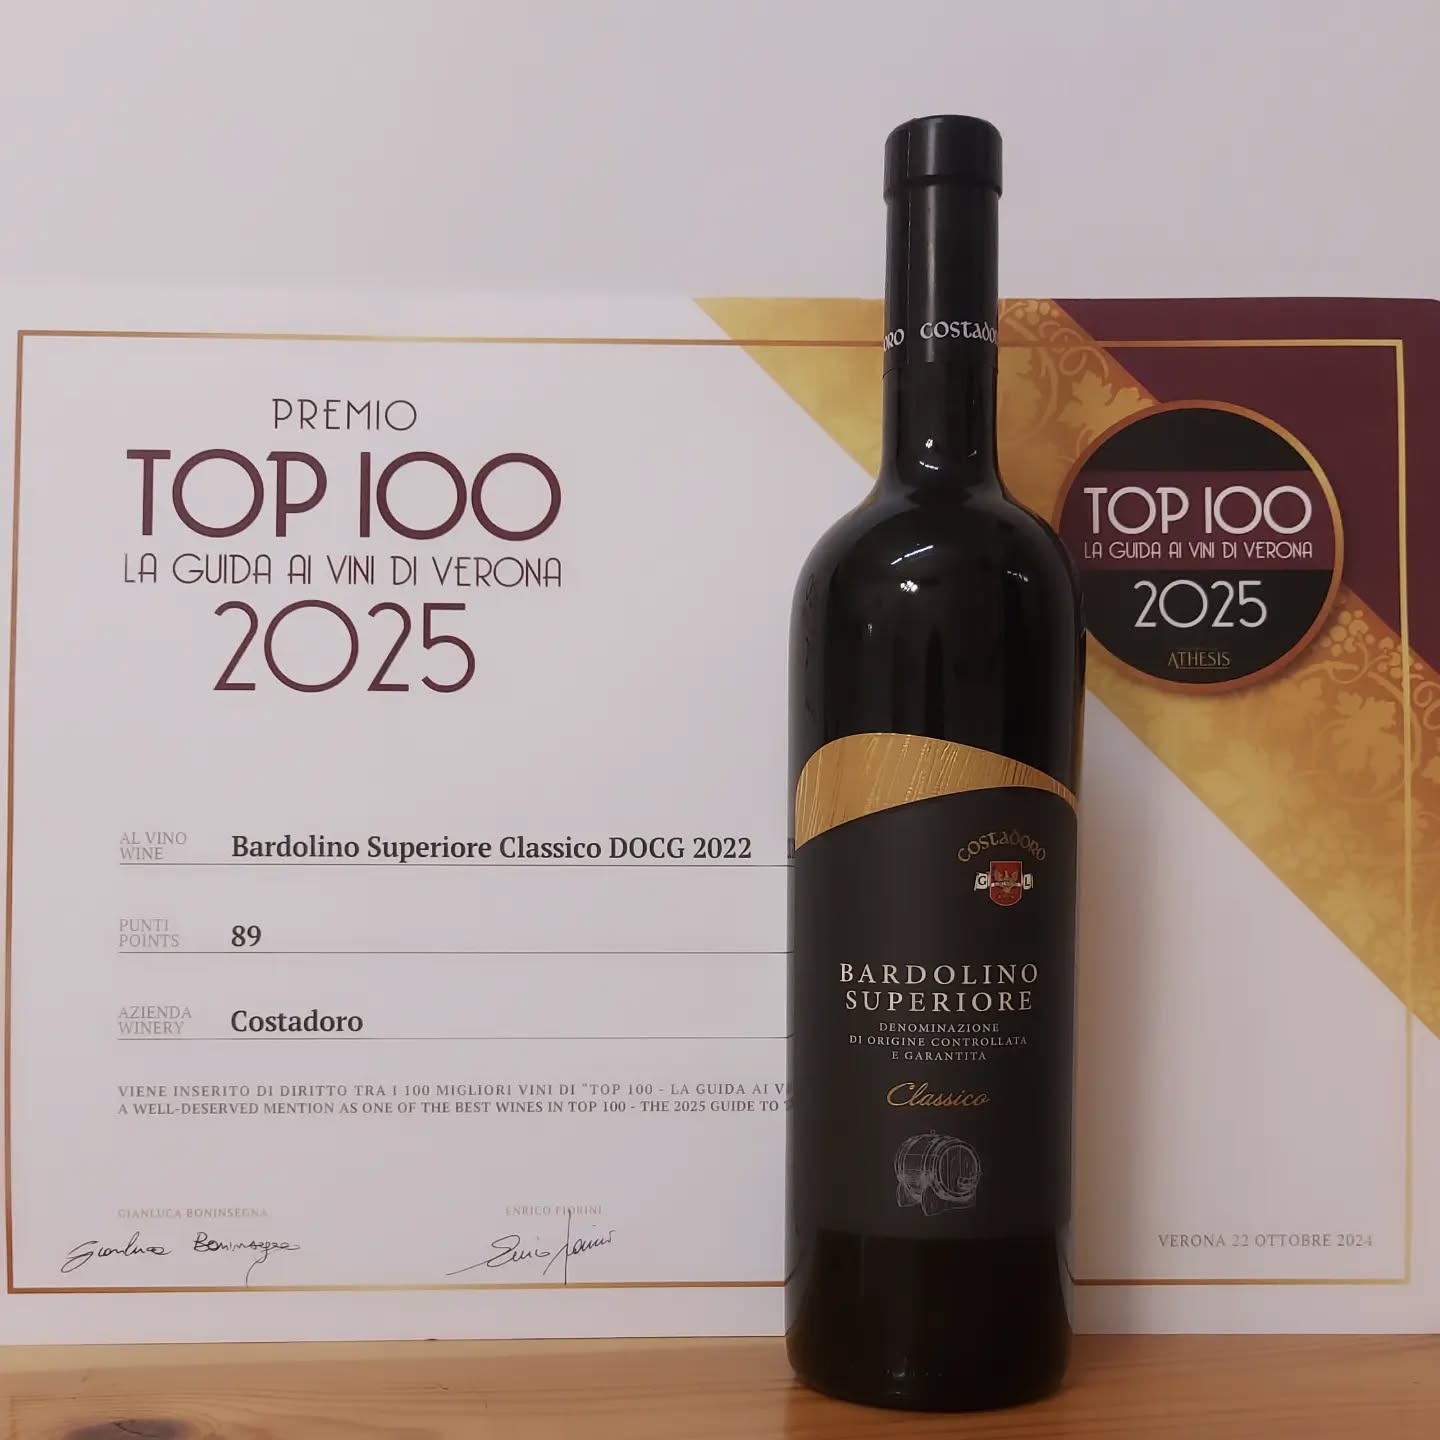 PREMIO
TOP 100
LA GUIDA AI VINI DI VERONA
2025
AL VINO
WINE
Bardolino Superiore Classico DOCG 2022
PUNTI
POINTS
89
AZIENDA
WINERY
Costadoro
VIENE INSERITO DI DIRITTO TRA I 100 MIGLIORI VINI DI "TOP 100 - LA GUIDA AI
A WELL-DESERVED MENTION AS ONE OF THE BEST WINES IN TOP 100 - THE 2025 GUIDE TO
GIANLUCA BONINSEGNA
Gianluca Boninsegna
ENRICO FIORINI
Enrico Fiorini
COSTADORO
COSTADORO
G L
BARDOLINO
SUPERIORE
DENOMINAZIONE
DI ORIGINE CONTROLLATA
E GARANTITA
Classico
TOP 100
LA GUIDA AI VINI DI VERONA
2025
ATHESIS
VERONA 22 OTTOBRE 2024